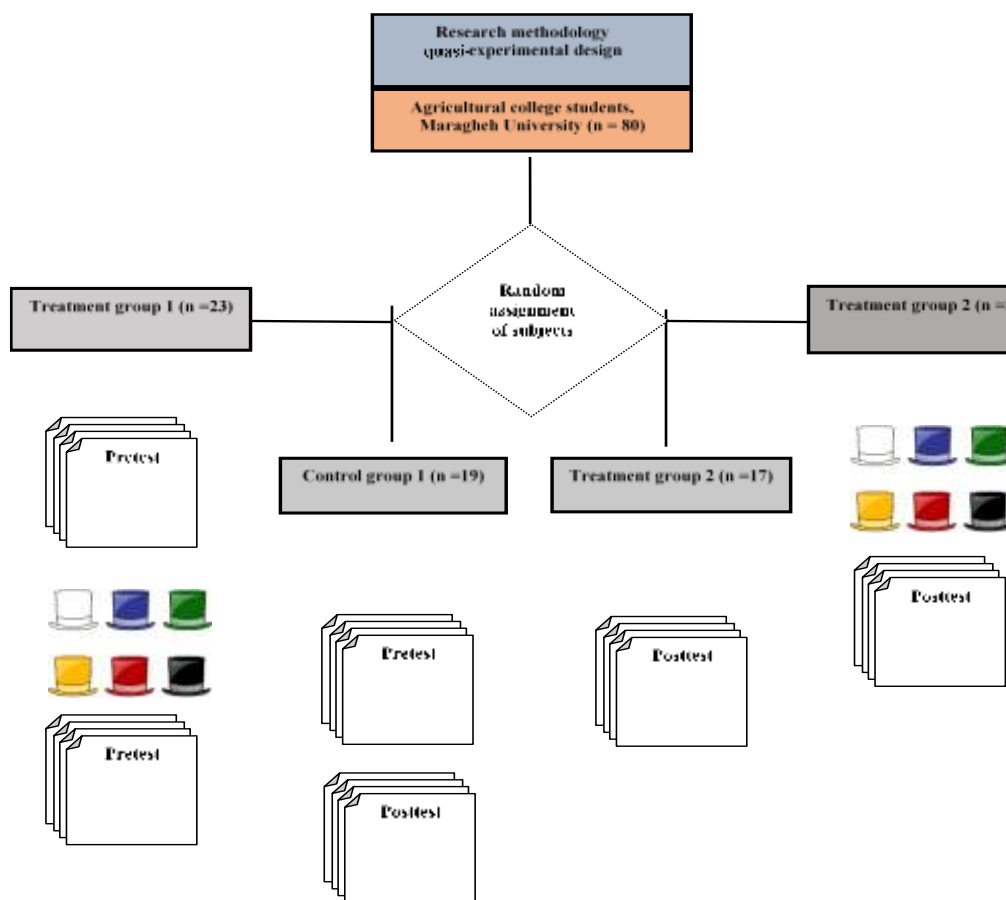 Research methodology
quasi-experimental design
Agricultural college students,
Maragheh University (n = 80)
Random
assignment
of subjects
Treatment group 1 (n =23)
Treatment group 2 (n =
Control group 1 (n =19)
Treatment group 2 (n =17)
Pretest
Pretest
Pretest
Posttest
Posttest
Posttest